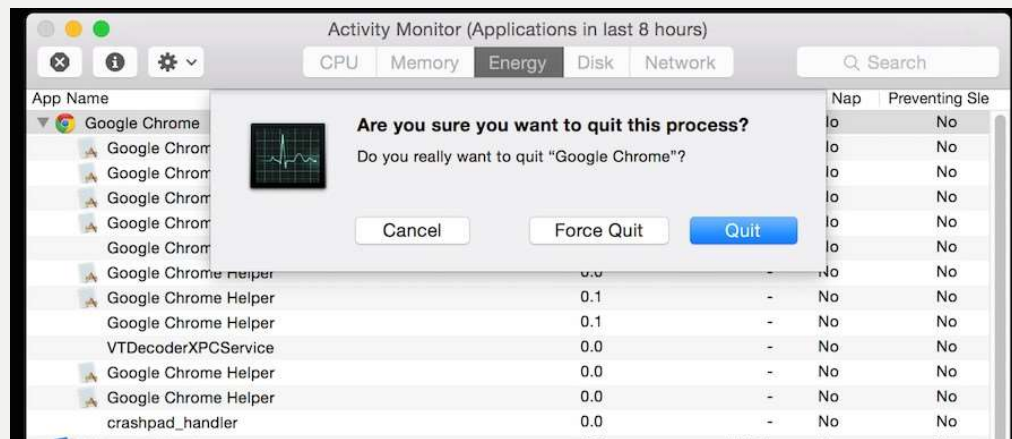 Activity Monitor (Applications in last 8 hours)
CPU Memory Energy Disk Network Search
App Name Nap Preventing Sle
Are you sure you want to quit this process?
Do you really want to quit “Google Chrome”?
Cancel Force Quit Quit
Google Chrome No
Google Chrom No
Google Chrom No
Google Chrom No
Google Chrom No
Google Chrom No
Google Chrome Helper 0.0 - No No
Google Chrome Helper 0.1 - No No
Google Chrome Helper 0.1 - No No
VTDecoderXPCService 0.0 - No No
Google Chrome Helper 0.0 - No No
Google Chrome Helper 0.0 - No No
crashpad_handler 0.0 - No No